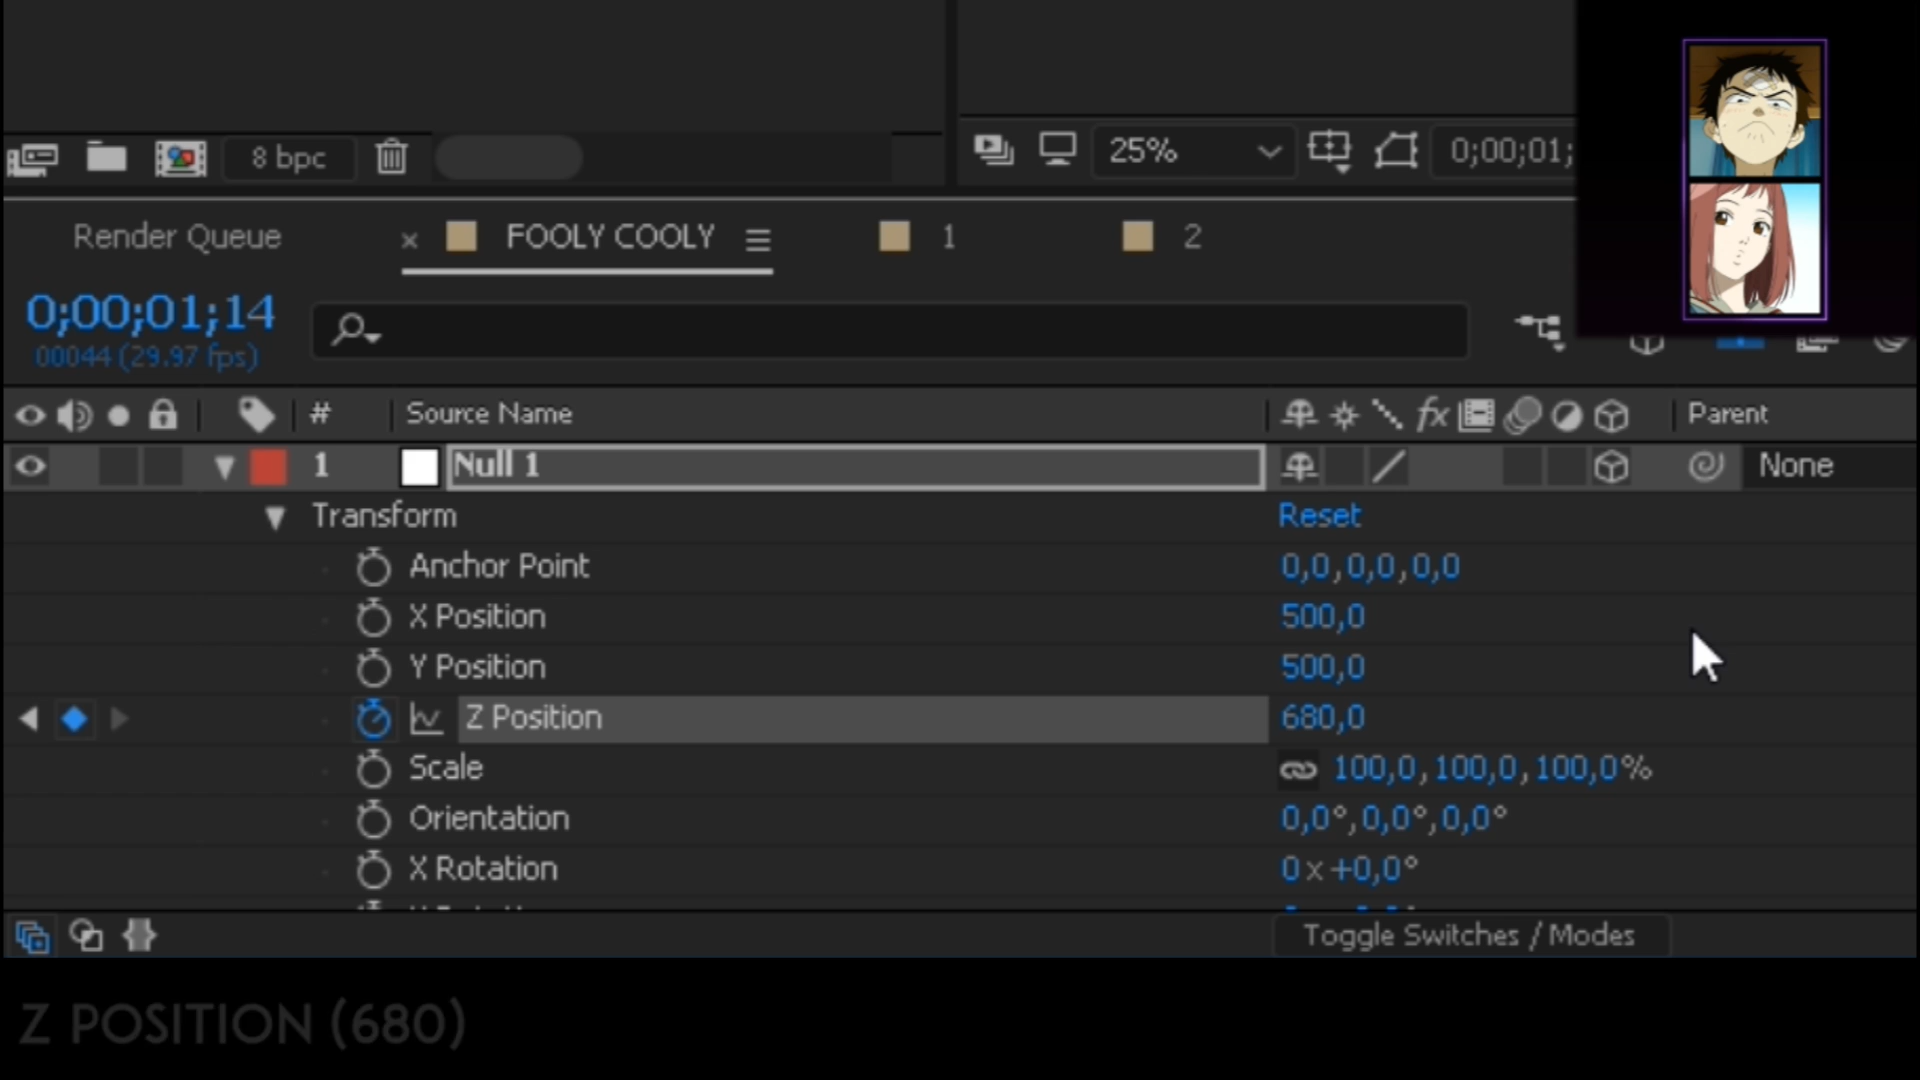 8 bpc
25%
0;00;01;
Render Queue
FOOLY COOLY
1
2
0;00;01;14
00044 (29.97 fps)
# Source Name
fx
Parent
1 Null 1
None
Transform
Reset
Anchor Point
0,0,0,0,0,0
X Position
500,0
Y Position
500,0
Z Position
680,0
Scale
100,0,100,0,100,0%
Orientation
0,0°,0,0°,0,0°
X Rotation
0x+0,0°
Toggle Switches / Modes
Z POSITION (680)